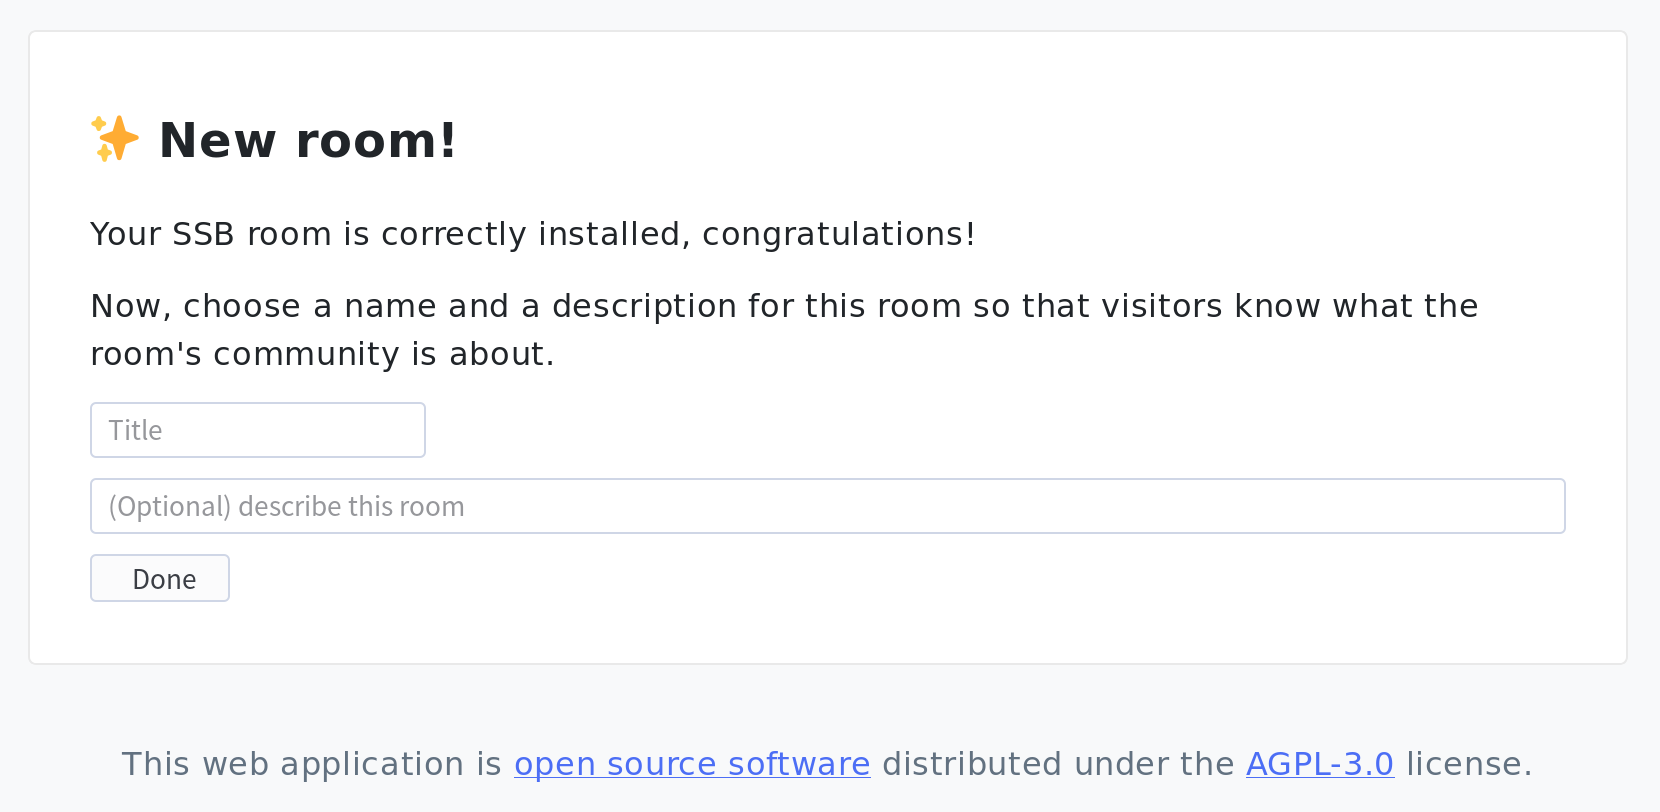 ✨ New room!
Your SSB room is correctly installed, congratulations!
Now, choose a name and a description for this room so that visitors know what the
room's community is about.
Title
(Optional) describe this room
Done
This web application is open source software distributed under the AGPL-3.0 license.